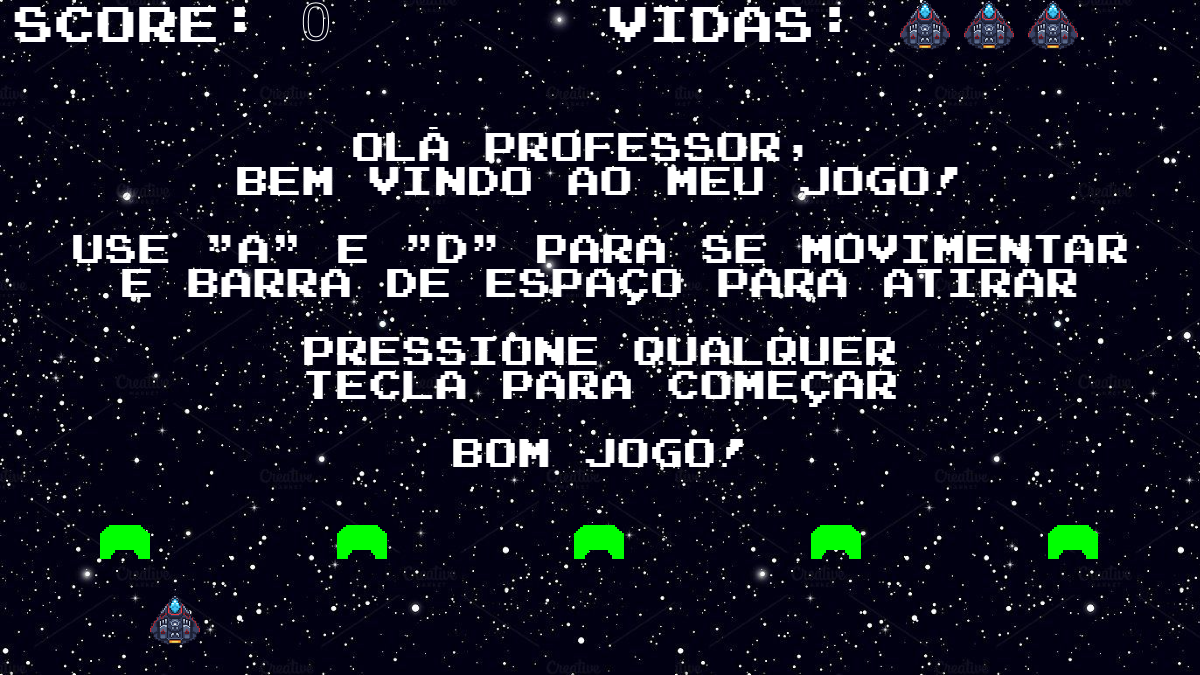 SCORE: 0 VIDAS:
OLÁ PROFESSOR,
BEM VINDO AO MEU JOGO!
USE "A" E "D" PARA SE MOVIMENTAR
E BARRA DE ESPAÇO PARA ATIRAR
PRESSIONE QUALQUER
TECLA PARA COMEÇAR
BOM JOGO!
Creative